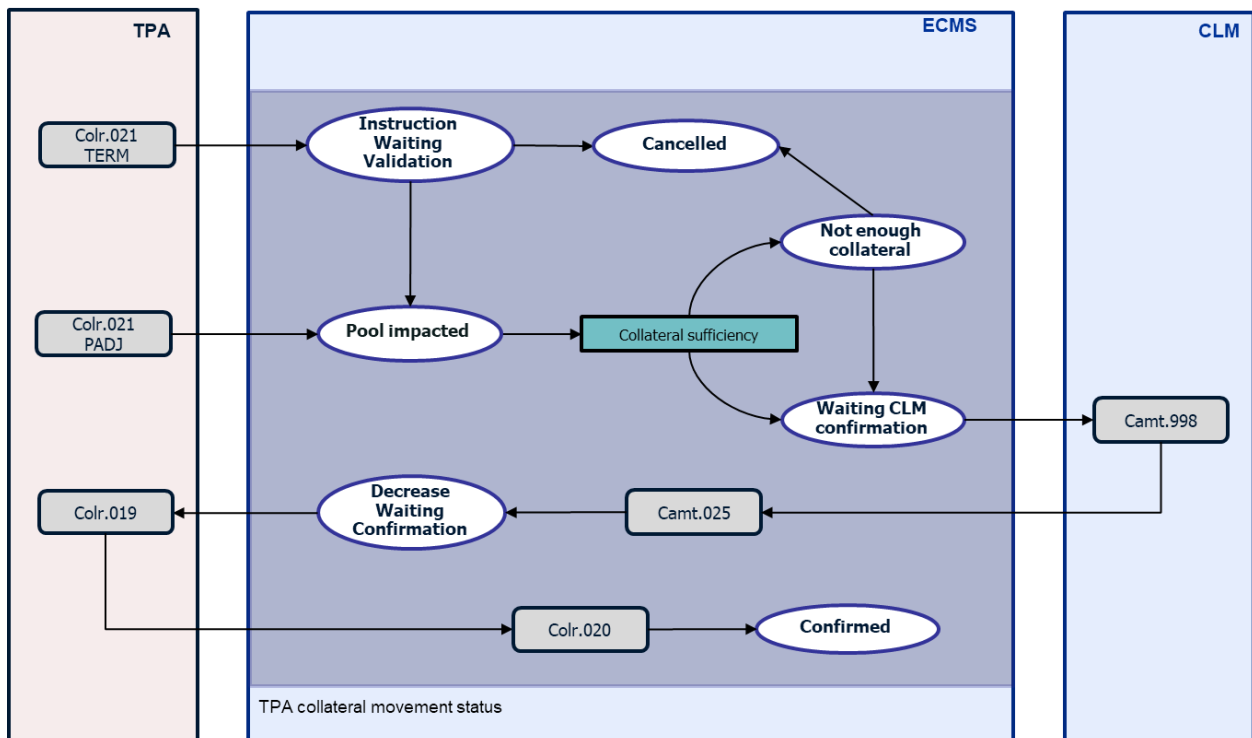 TPA
ECMS
CLM
Colr.021
TERM
Instruction
Waiting
Validation
Cancelled
Not enough
collateral
Colr.021
PADJ
Pool impacted
Collateral sufficiency
Waiting CLM
confirmation
Camt.998
Colr.019
Decrease
Waiting
Confirmation
Camt.025
Colr.020
Confirmed
TPA collateral movement status